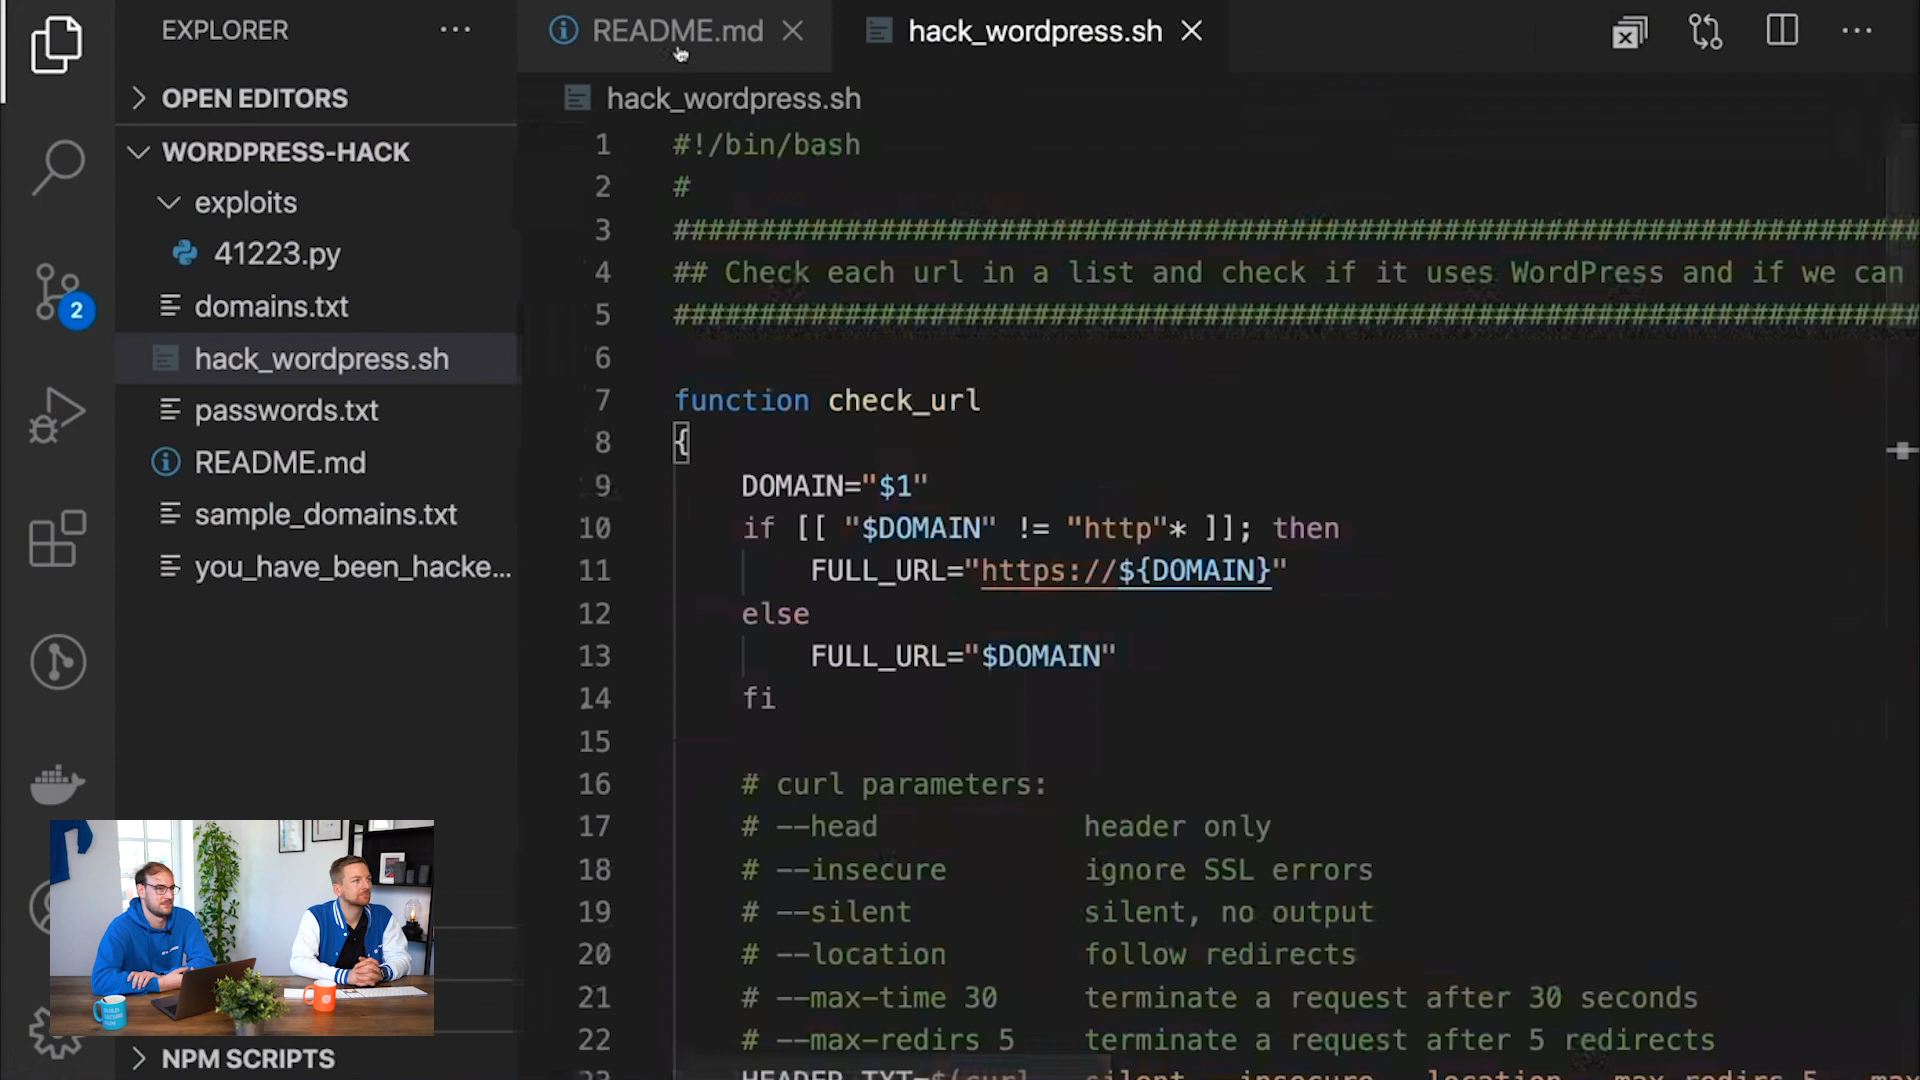 EXPLORER
OPEN EDITORS
WORDPRESS-HACK
exploits
41223.py
domains.txt
hack_wordpress.sh
passwords.txt
README.md
sample_domains.txt
you_have_been_hacke...
NPM SCRIPTS
2
README.md
hack_wordpress.sh
hack_wordpress.sh
1 #!/bin/bash
2 #
3 ##########################################################################
4 ## Check each url in a list and check if it uses WordPress and if we can
5 ##########################################################################
6
7 function check_url
8 {
9 DOMAIN="$1"
10 if [[ "$DOMAIN" != "http"* ]]; then
11 FULL_URL="https://${DOMAIN}"
12 else
13 FULL_URL="$DOMAIN"
14 fi
15
16 # curl parameters:
17 # --head header only
18 # --insecure ignore SSL errors
19 # --silent silent, no output
20 # --location follow redirects
21 # --max-time 30 terminate a request after 30 seconds
22 # --max-redirs 5 terminate a request after 5 redirects